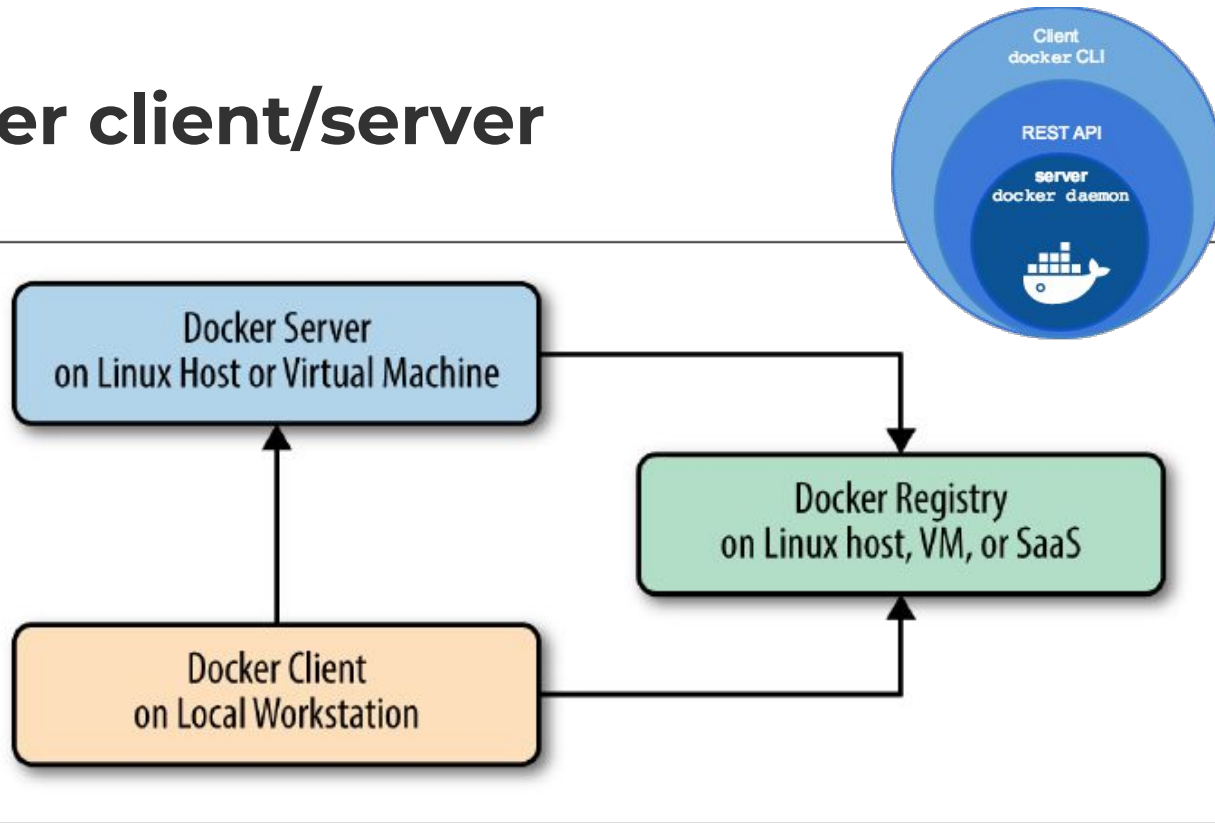 er client/server
Client
docker CLI
REST API
server
docker daemon
Docker Server
on Linux Host or Virtual Machine
Docker Registry
on Linux host, VM, or SaaS
Docker Client
on Local Workstation